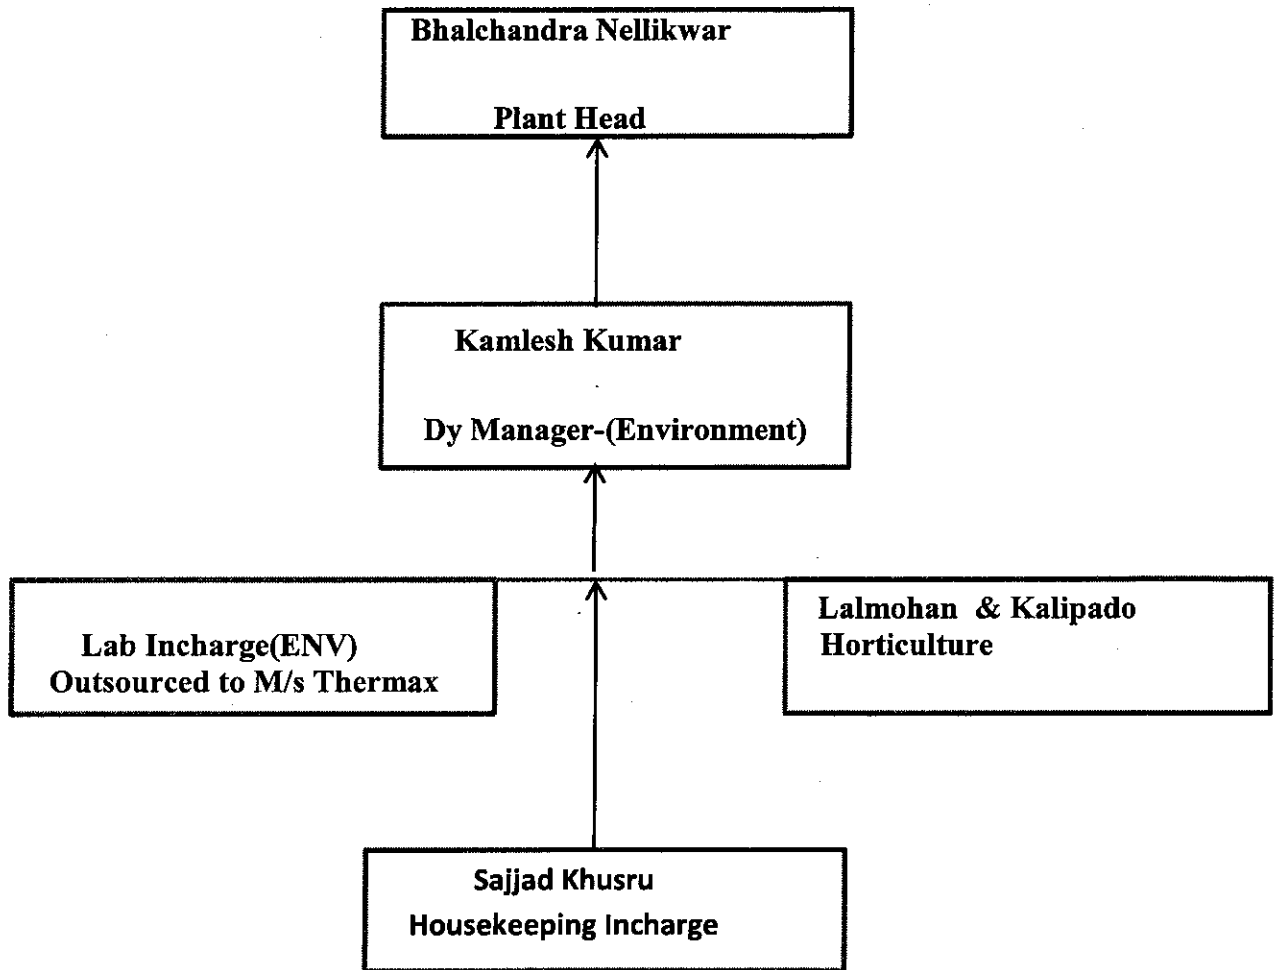 Bhalchandra Nellikwar
Plant Head
Kamlesh Kumar
Dy Manager-(Environment)
Lab Incharge(ENV)
Outsourced to M/s Thermax
Lalmohan & Kalipado
Horticulture
Sajjad Khusru
Housekeeping Incharge